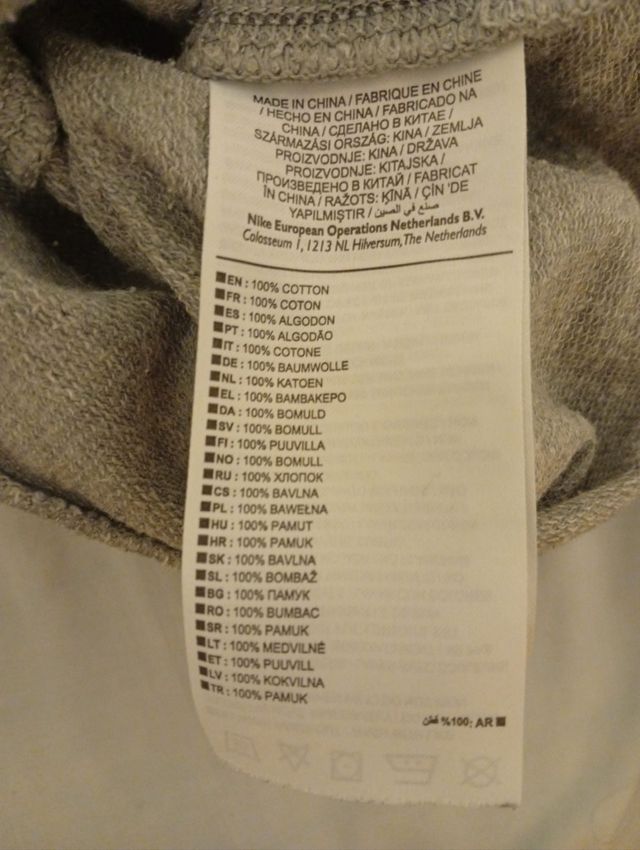 MADE IN CHINA / FABRIQUE EN CHINE
/ HECHO EN CHINA / FABRICADO NA
CHINA / СДЕЛАНО В КИТАЕ /
SZÁRMAZÁSI ORSZÁG: KINA / ZEMLJA
PROIZVODNJE: KINA / DRŽAVA
PROIZVODNJE: KITAJSKA /
ПРОИЗВЕДЕНО В КИТАЙ / FABRICAT
ÎN CHINA / RAŽOTS: ĶĪNĀ / ÇİN 'DE
YAPILMIŞTIR / صنع في الصين
Nike European Operations Netherlands B.V.
Colosseum 1, 1213 NL Hilversum, The Netherlands
EN : 100% COTTON
FR : 100% COTON
ES : 100% ALGODON
PT : 100% ALGODÃO
IT : 100% COTONE
DE : 100% BAUMWOLLE
NL : 100% KATOEN
EL : 100% ΒΑΜΒΑΚΕΡΟ
DA : 100% BOMULD
SV : 100% BOMULL
FI : 100% PUUVILLA
NO : 100% BOMULL
RU : 100% ХЛОПОК
CS : 100% BAVLNA
PL : 100% BAWEŁNA
HU : 100% PAMUT
HR : 100% PAMUK
SK : 100% BAVLNA
SL : 100% BOMBAŽ
BG : 100% ПАМУК
RO : 100% BUMBAC
SR : 100% PAMUK
LT : 100% MEDVILNĖ
ET : 100% PUUVILL
LV : 100% KOKVILNA
TR : 100% PAMUK
قطن %100: AR